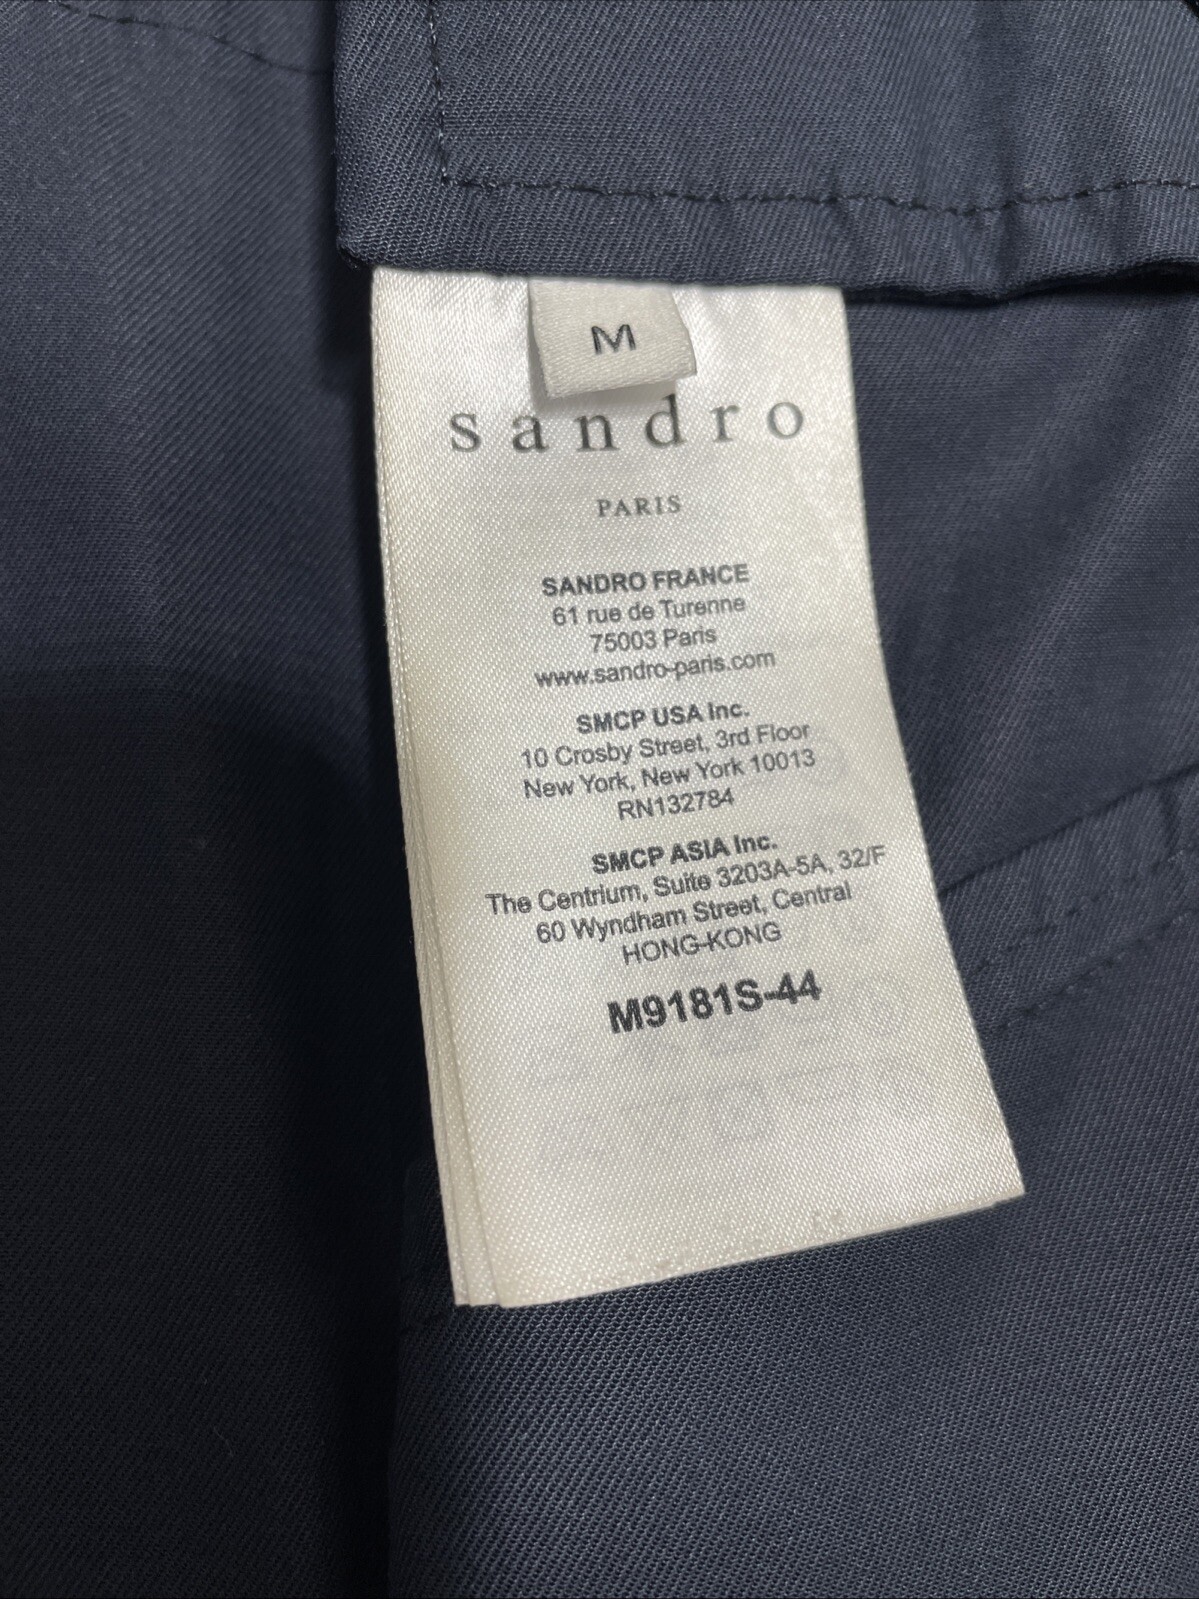 M
sandro
PARIS
SANDRO FRANCE
61 rue de Turenne
75003 Paris
www.sandro-paris.com
SMCP USA Inc.
10 Crosby Street, 3rd Floor
New York, New York 10013
RN132784
SMCP ASIA Inc.
The Centrium, Suite 3203A-5A, 32/F
60 Wyndham Street, Central
HONG-KONG
M9181S-44